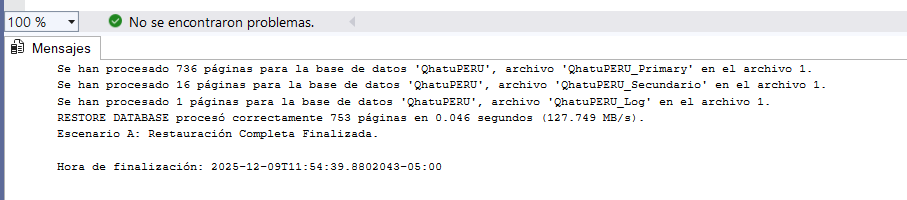 100 %
No se encontraron problemas.
Mensajes
Se han procesado 736 páginas para la base de datos 'QhatuPERU', archivo 'QhatuPERU_Primary' en el archivo 1.
Se han procesado 16 páginas para la base de datos 'QhatuPERU', archivo 'QhatuPERU_Secundario' en el archivo 1.
Se han procesado 1 páginas para la base de datos 'QhatuPERU', archivo 'QhatuPERU_Log' en el archivo 1.
RESTORE DATABASE procesó correctamente 753 páginas en 0.046 segundos (127.749 MB/s).
Escenario A: Restauración Completa Finalizada.
Hora de finalización: 2025-12-09T11:54:39.8802043-05:00